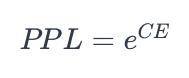 PPL = e^{CE}